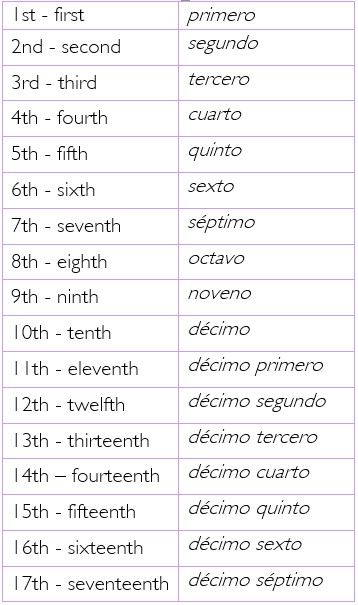 1st - first primero
2nd - second segundo
3rd - third tercero
4th - fourth cuarto
5th - fifth quinto
6th - sixth sexto
7th - seventh séptimo
8th - eighth octavo
9th - ninth noveno
10th - tenth décimo
11th - eleventh décimo primero
12th - twelfth décimo segundo
13th - thirteenth décimo tercero
14th – fourteenth décimo cuarto
15th - fifteenth décimo quinto
16th - sixteenth décimo sexto
17th - seventeenth décimo séptimo